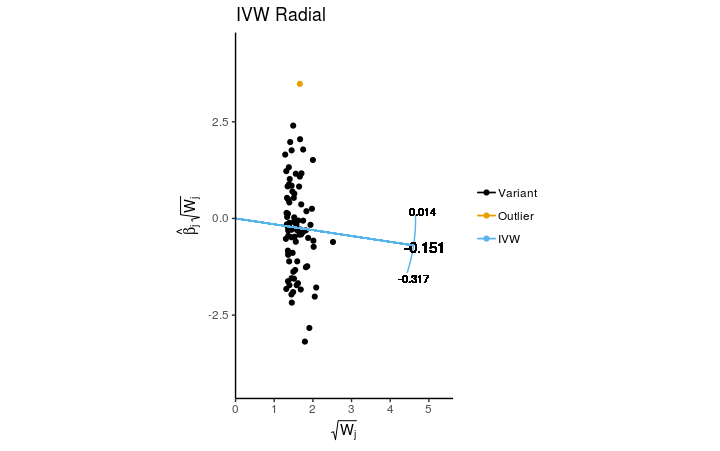 IVW Radial
2.5
0.0
-2.5
β̂j√Wj
0.014
-0.151
-0.317
Variant
Outlier
IVW
0 1 2 3 4 5
√Wj